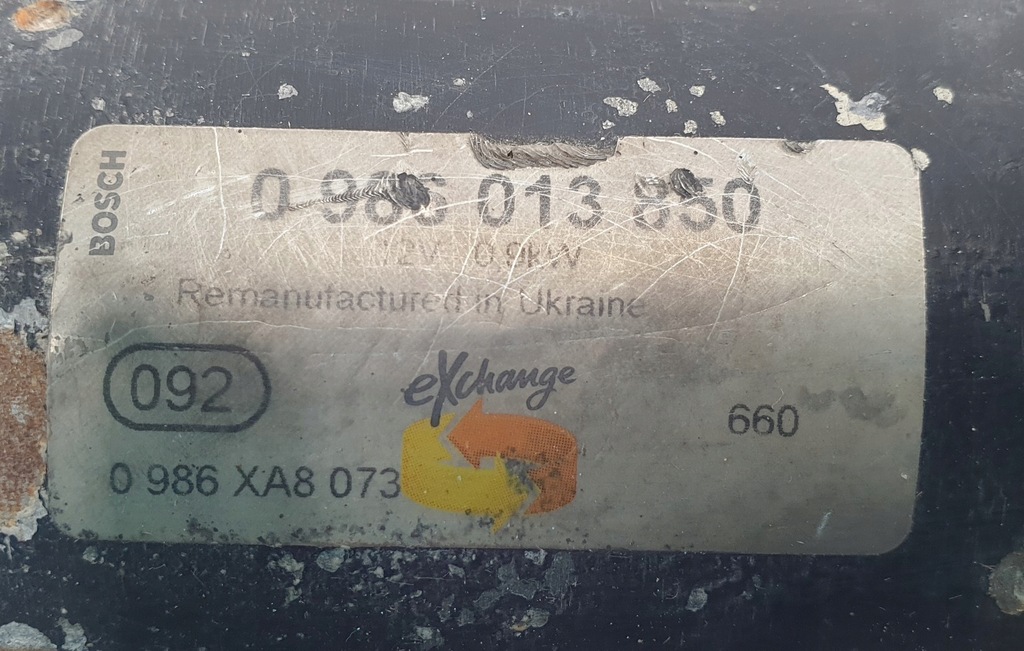 BOSCH
0 986 013 850
12V 0.9kW
Remanufactured in Ukraine
092
eXchange
660
0 986 XA8 073